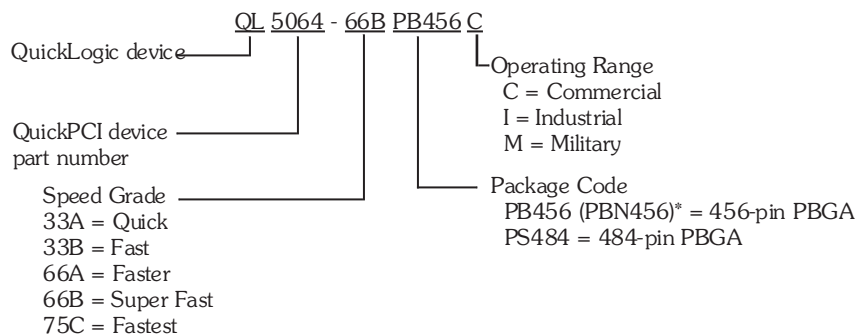 QL 5064 - 66B PB456 C
QuickLogic device
Operating Range
C = Commercial
I = Industrial
M = Military
QuickPCI device
part number
Package Code
PB456 (PBN456)* = 456-pin PBGA
PS484 = 484-pin PBGA
Speed Grade
33A = Quick
33B = Fast
66A = Faster
66B = Super Fast
75C = Fastest